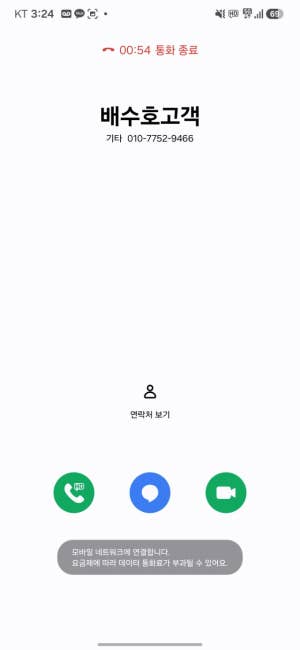 KT 3:24
HD
69
00:54 통화 종료
배수호고객
기타 010-7752-9466
연락처 보기
HD
모바일 네트워크에 연결합니다.
요금제에 따라 데이터 통화료가 부과될 수 있어요.